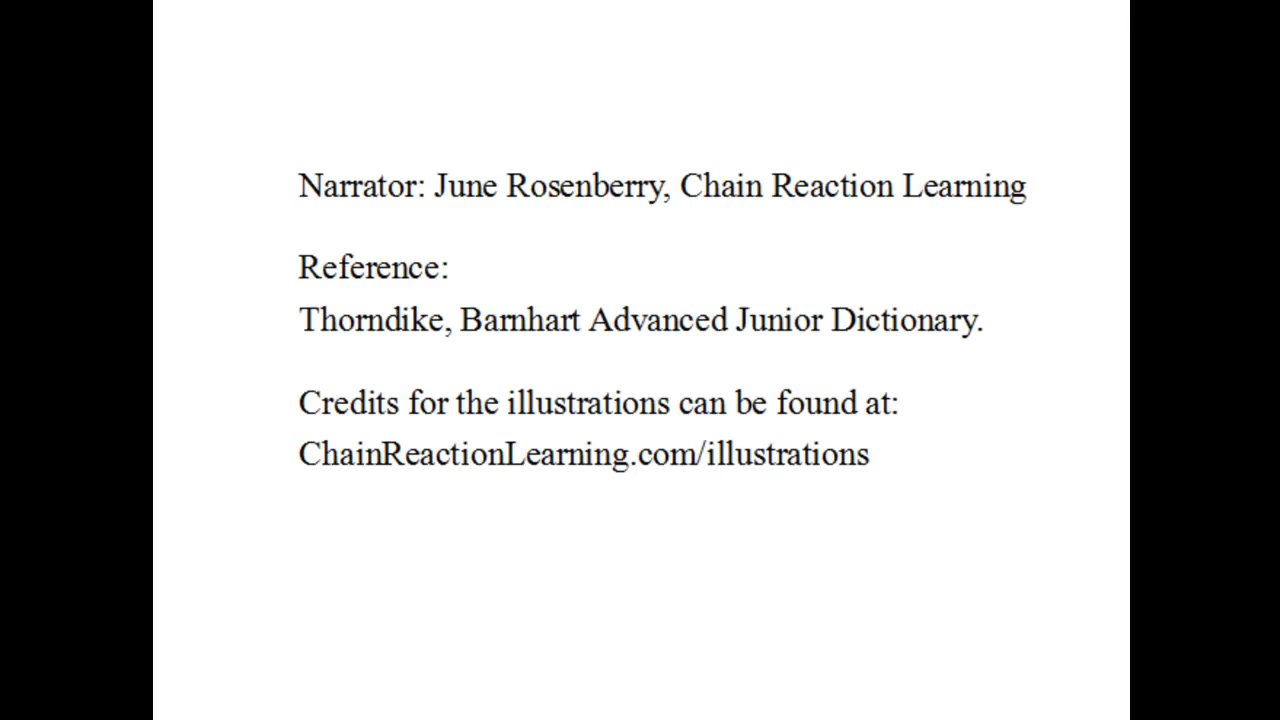 Narrator: June Rosenberry, Chain Reaction Learning
Reference:
Thorndike, Barnhart Advanced Junior Dictionary.
Credits for the illustrations can be found at:
ChainReactionLearning.com/illustrations